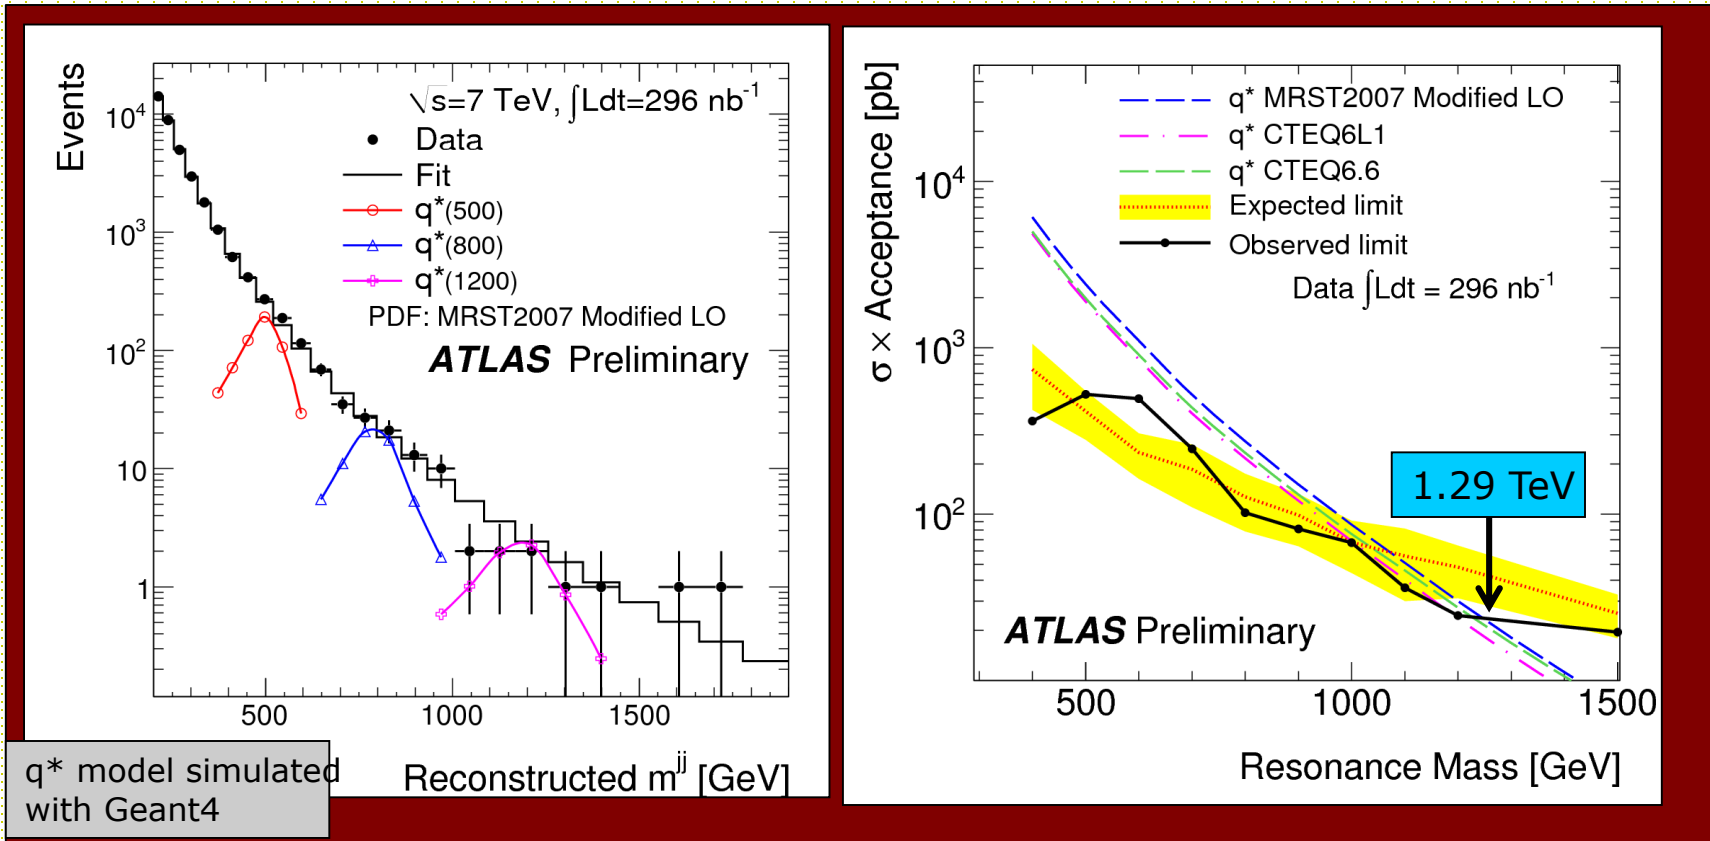 Events
10⁴
10³
10²
10
1
√s=7 TeV, ∫Ldt=296 nb⁻¹
Data
Fit
q*(500)
q*(800)
q*(1200)
PDF: MRST2007 Modified LO
ATLAS Preliminary
500
1000
1500
Reconstructed mʲʲ [GeV]
q* model simulated
with Geant4
σ × Acceptance [pb]
10⁴
10³
10²
q* MRST2007 Modified LO
q* CTEQ6L1
q* CTEQ6.6
Expected limit
Observed limit
Data ∫Ldt = 296 nb⁻¹
1.29 TeV
ATLAS Preliminary
500
1000
1500
Resonance Mass [GeV]